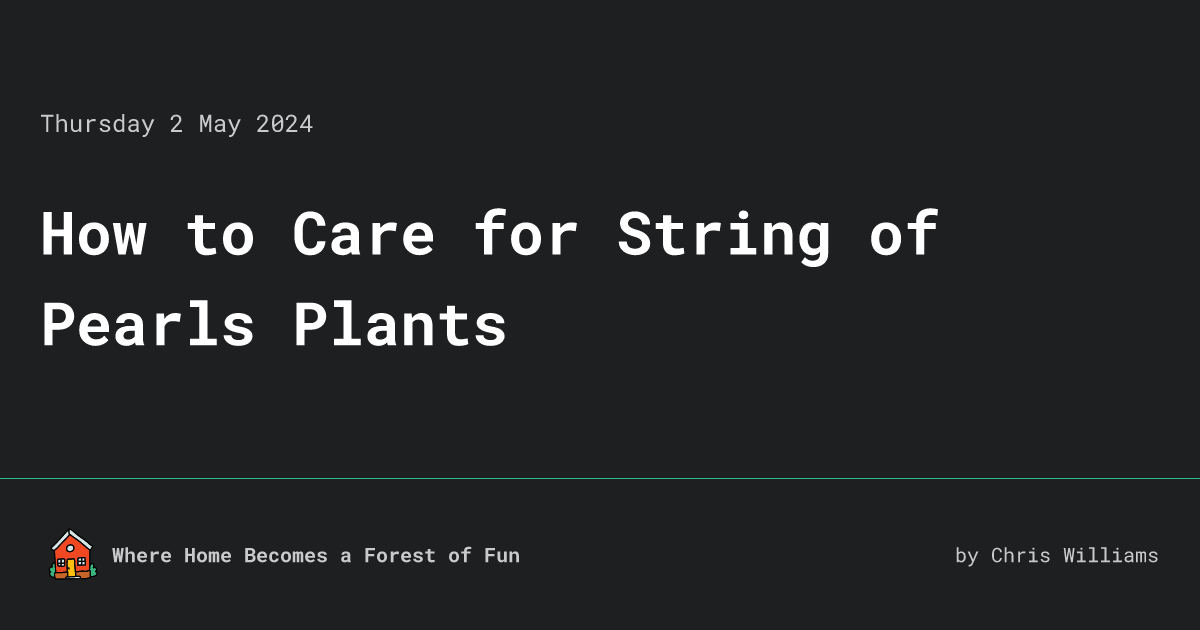 Thursday 2 May 2024
How to Care for String of
Pearls Plants
Where Home Becomes a Forest of Fun
by Chris Williams